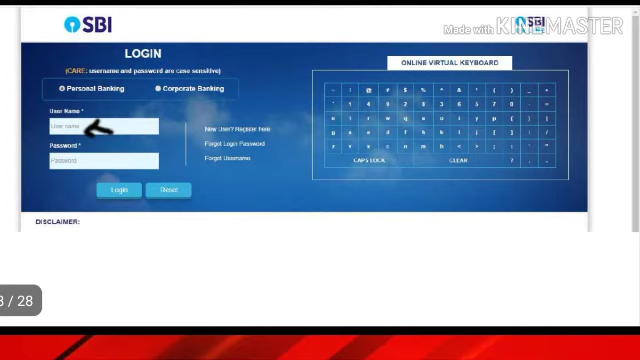 SBI
SBI
Made with KINEMASTER
LOGIN
(CARE: username and password are case sensitive)
Personal Banking
Corporate Banking
ONLINE VIRTUAL KEYBOARD
User Name *
User name
New User? Register here
Password *
Forgot Login Password
Password
Forgot Username
CAPS LOCK
CLEAR
Login
Reset
DISCLAIMER:
/ 28